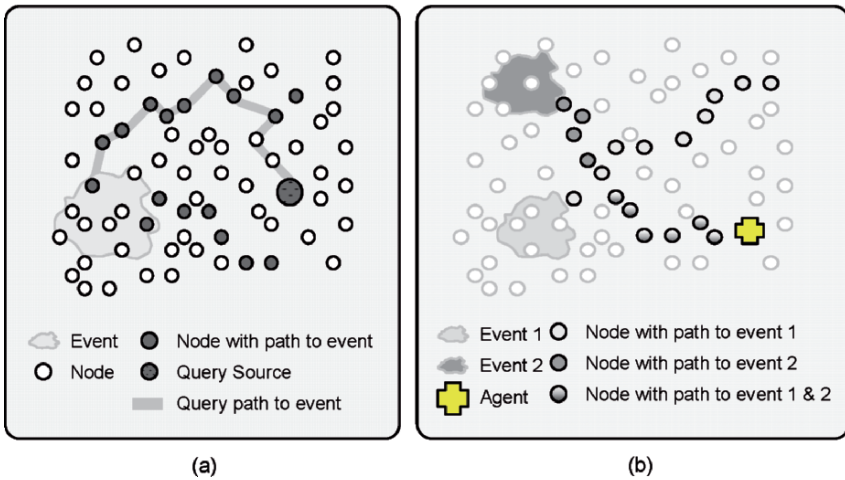 Event
Node with path to event
Node
Query Source
Query path to event
(a)
Event 1
Node with path to event 1
Event 2
Node with path to event 2
Agent
Node with path to event 1 & 2
(b)